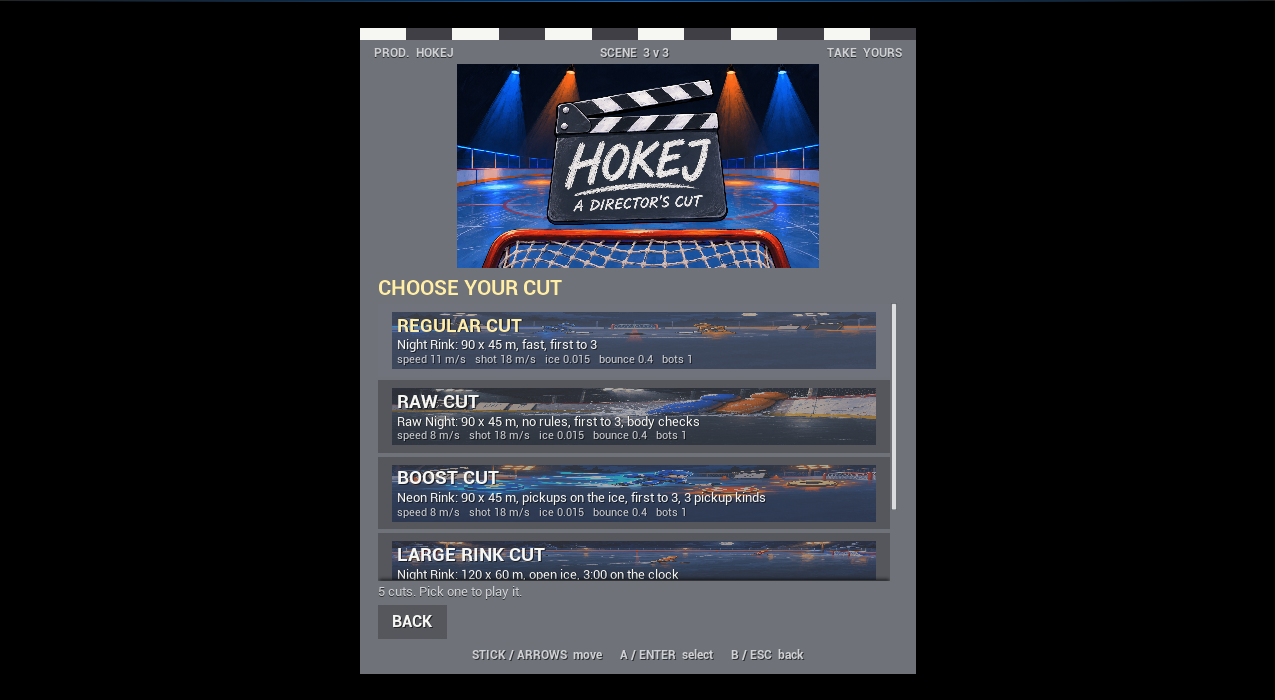 PROD. HOKEJ
SCENE 3 v 3
TAKE YOURS
HOKEJ
A DIRECTOR'S CUT
CHOOSE YOUR CUT
REGULAR CUT
Night Rink: 90 x 45 m, fast, first to 3
speed 11 m/s shot 18 m/s ice 0.015 bounce 0.4 bots 1
RAW CUT
Raw Night: 90 x 45 m, no rules, first to 3, body checks
speed 8 m/s shot 18 m/s ice 0.015 bounce 0.4 bots 1
BOOST CUT
Neon Rink: 90 x 45 m, pickups on the ice, first to 3, 3 pickup kinds
speed 8 m/s shot 18 m/s ice 0.015 bounce 0.4 bots 1
LARGE RINK CUT
Night Rink: 120 x 60 m, open ice, 3:00 on the clock
5 cuts. Pick one to play it.
BACK
STICK / ARROWS move A / ENTER select B / ESC back